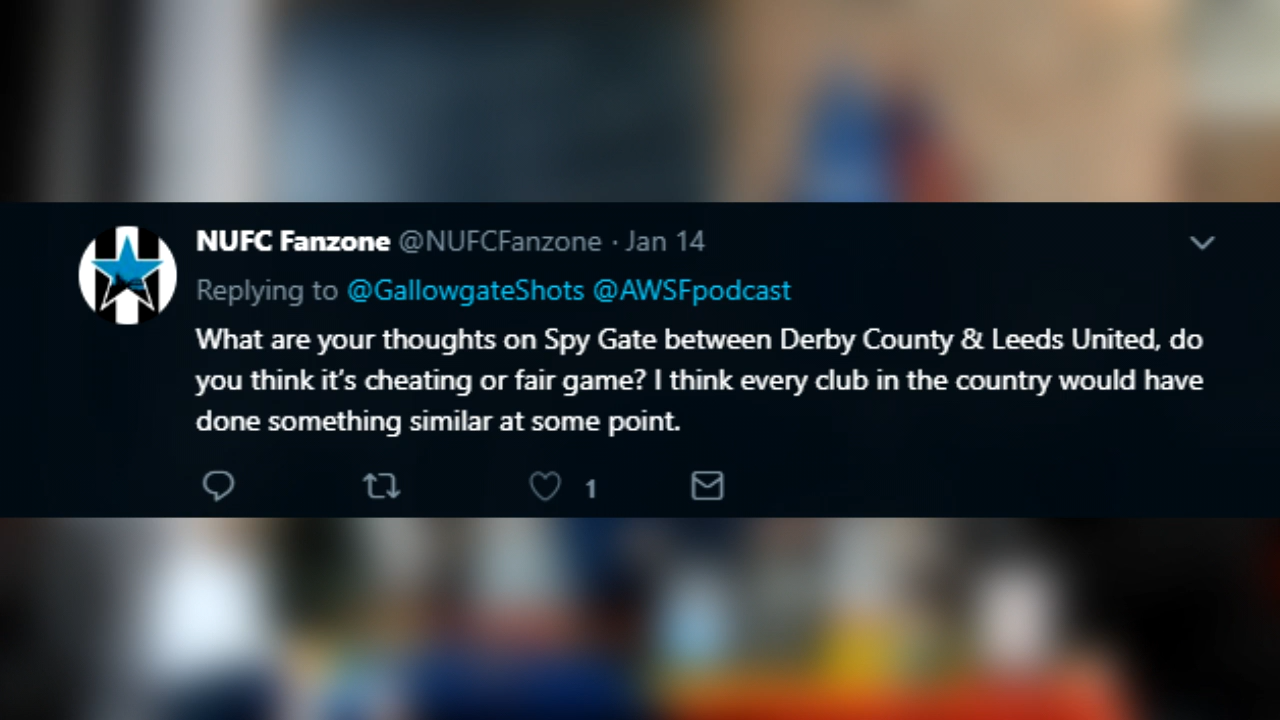 NUFC Fanzone @NUFCFanzone · Jan 14
Replying to @GallowgateShots @AWSFpodcast
What are your thoughts on Spy Gate between Derby County & Leeds United, do
you think it's cheating or fair game? I think every club in the country would have
done something similar at some point.
1